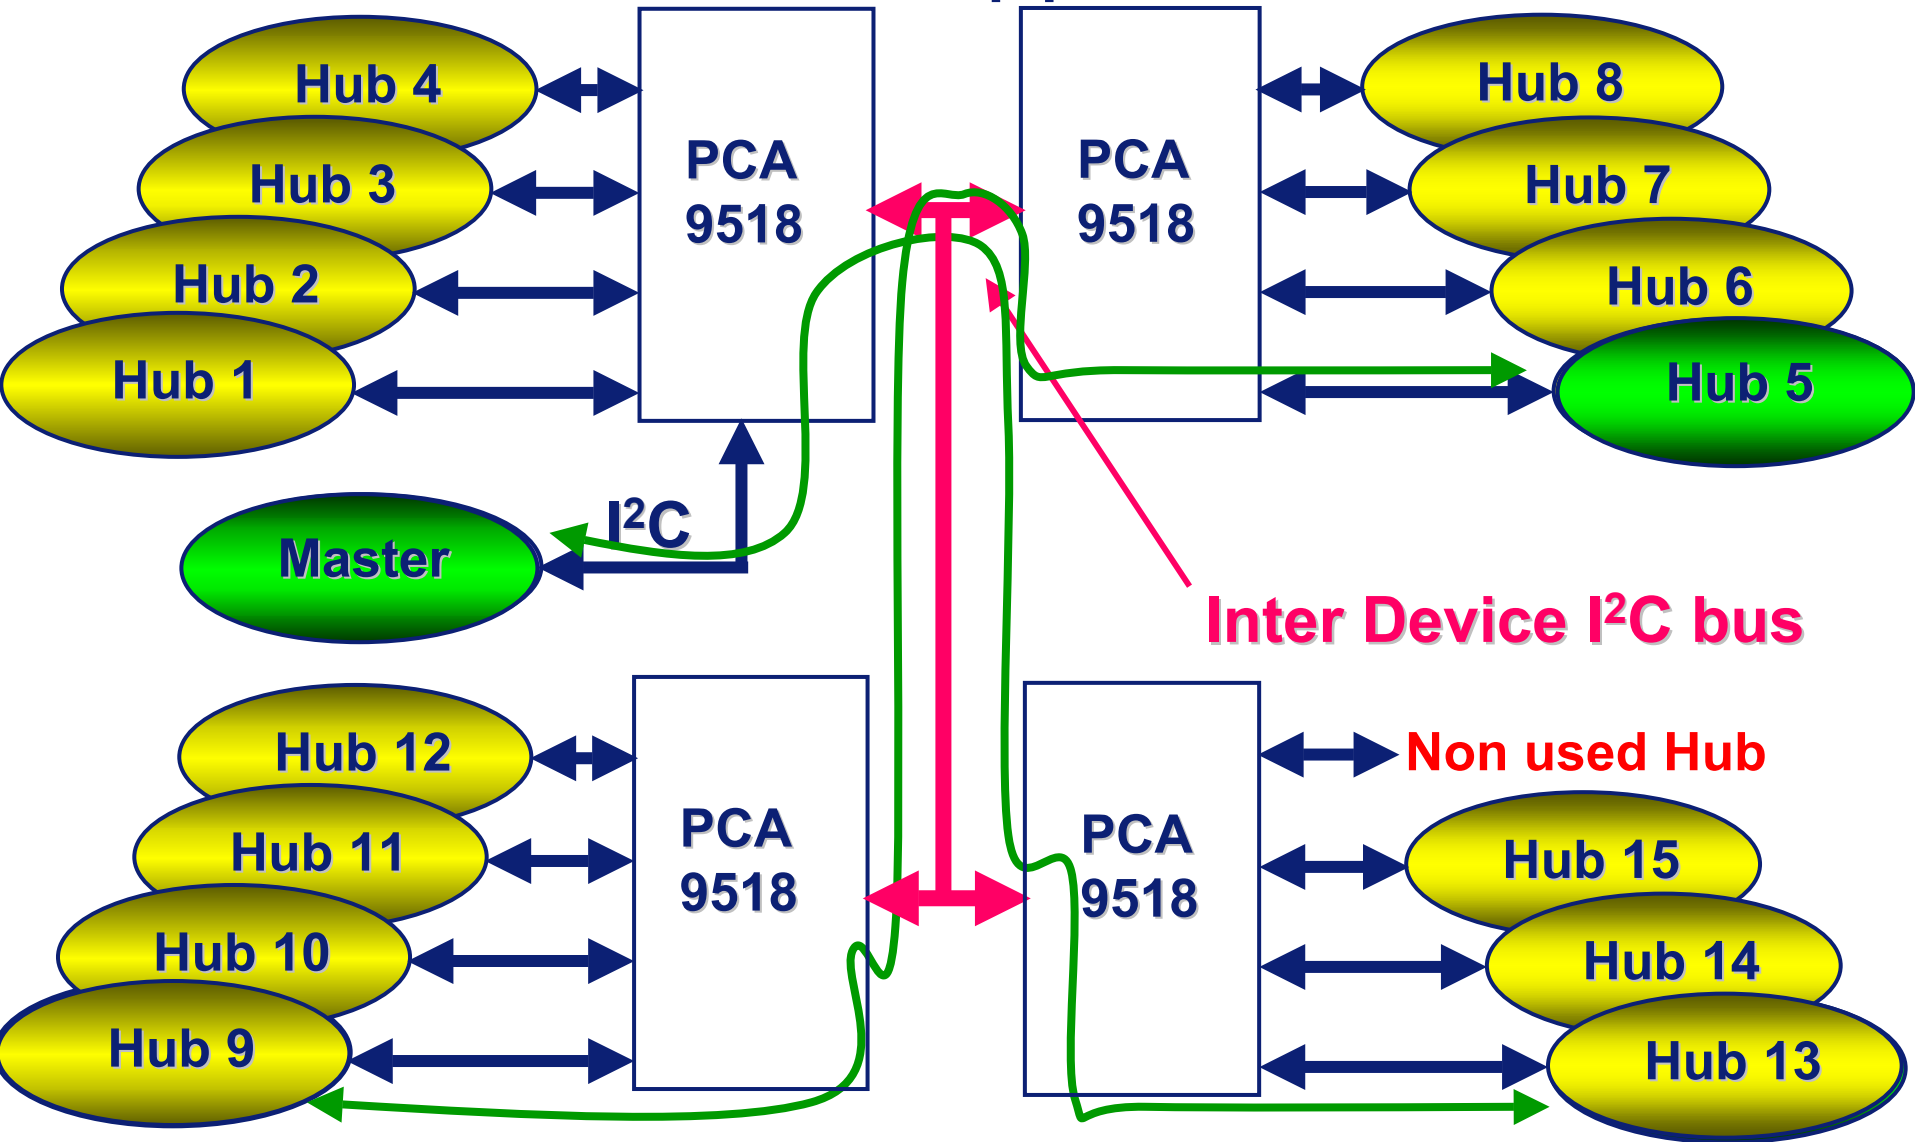 Hub 4
Hub 3
Hub 2
Hub 1
PCA
9518
PCA
9518
Hub 8
Hub 7
Hub 6
Hub 5
I²C
Master
Inter Device I²C bus
Hub 12
Hub 11
Hub 10
Hub 9
PCA
9518
PCA
9518
Non used Hub
Hub 15
Hub 14
Hub 13